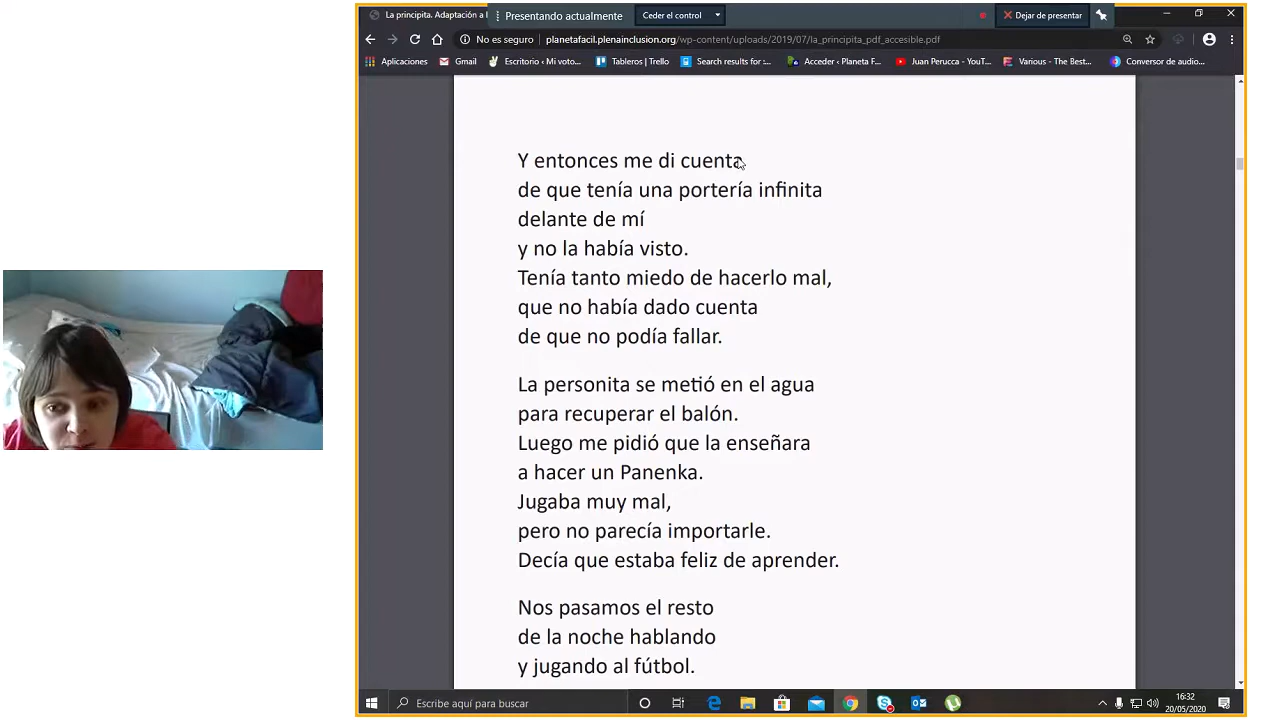 La principita. Adaptación a l
Presentando actualmente
Ceder el control
Dejar de presentar
No es seguro planetafacil.plenainclusion.org/wp-content/uploads/2019/07/la_principita_pdf_accesible.pdf
Aplicaciones Gmail Escritorio ‹ Mi voto... Tableros | Trello Search results for :... Acceder ‹ Planeta F... Juan Perucca - YouT... Various - The Best... Conversor de audio...
Y entonces me di cuenta
de que tenía una portería infinita
delante de mí
y no la había visto.
Tenía tanto miedo de hacerlo mal,
que no había dado cuenta
de que no podía fallar.
La personita se metió en el agua
para recuperar el balón.
Luego me pidió que la enseñara
a hacer un Panenka.
Jugaba muy mal,
pero no parecía importarle.
Decía que estaba feliz de aprender.
Nos pasamos el resto
de la noche hablando
y jugando al fútbol.
Escribe aquí para buscar
16:32
20/05/2020